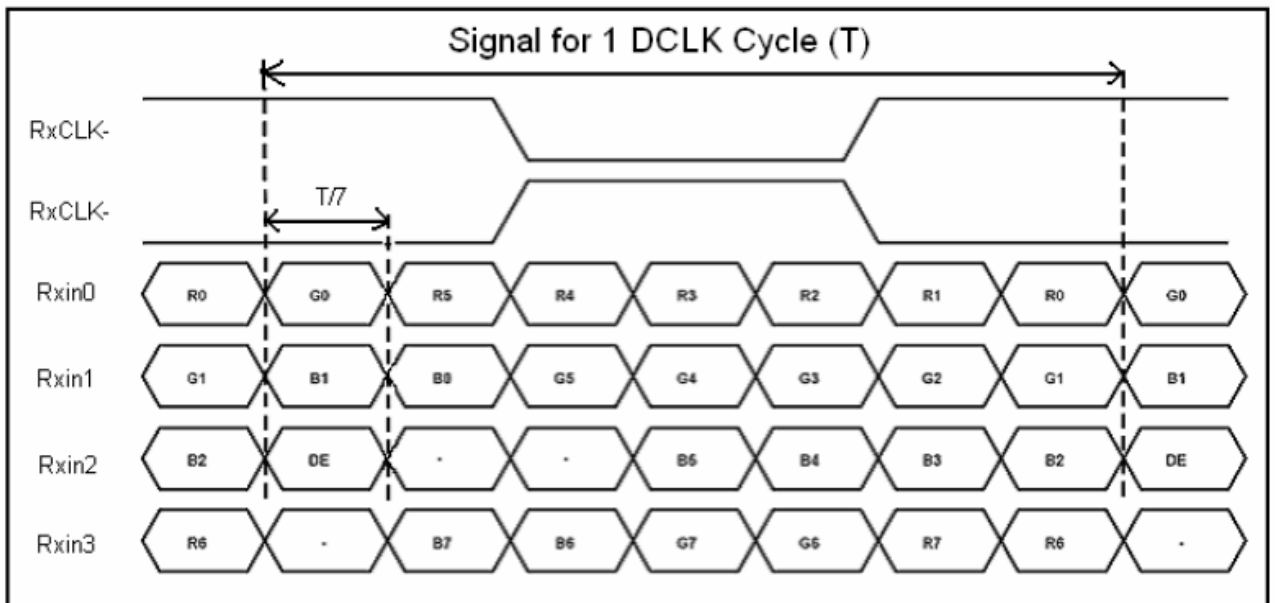 Signal for 1 DCLK Cycle (T)
RxCLK-
RxCLK-
T/7
Rxin0 R0 G0 R5 R4 R3 R2 R1 R0 G0
Rxin1 G1 B1 B0 G5 G4 G3 G2 G1 B1
Rxin2 B2 DE - - B5 B4 B3 B2 DE
Rxin3 R6 - B7 B6 G7 G6 R7 R6 -